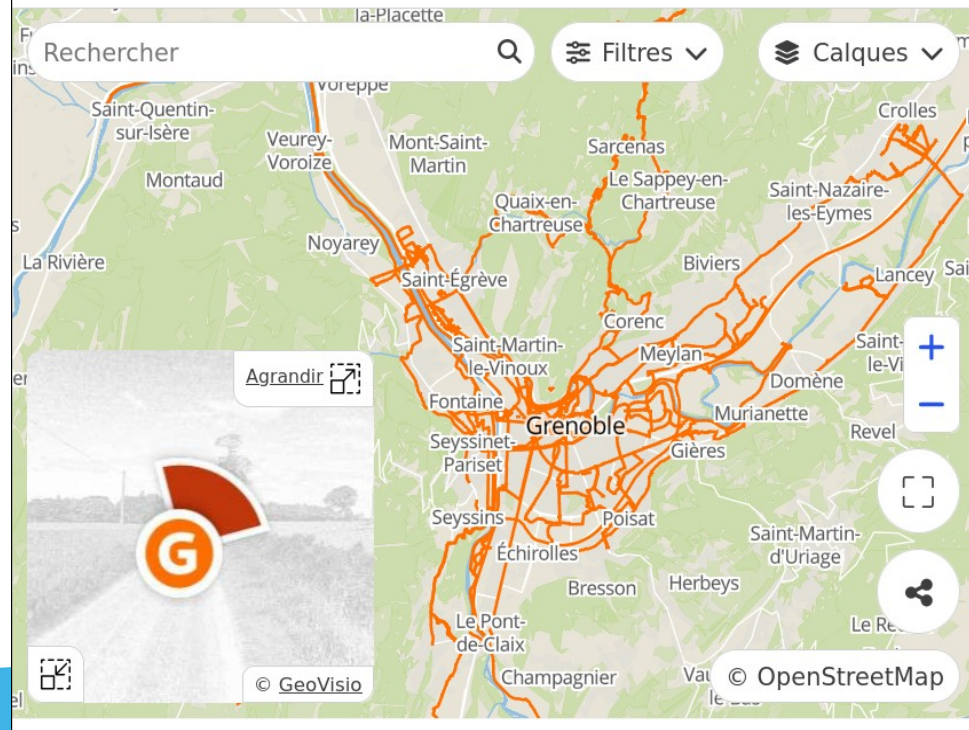 la-Placette
Rechercher
Filtres
Calques
Voreppe
Saint-Quentin-
sur-Isère
Crolles
Veurey-
Voroize
Mont-Saint-
Martin
Sarcenas
Montaud
Le Sappey-en-
Chartreuse
Saint-Nazaire-
les-Eymes
Quaix-en-
Chartreuse
Noyarey
La Rivière
Saint-Égrève
Biviers
Lancey
Corenc
Saint-Martin-
le-Vinoux
Meylan
Saint-
le-Vi
+
−
Agrandir
Domène
Fontaine
Murianette
Grenoble
Revel
Seyssinet-
Pariset
Gières
Seyssins
Poisat
Saint-Martin-
d'Uriage
Échirolles
G
Bresson
Herbeys
Le Pont-
de-Claix
Champagnier
© GeoVisio
© OpenStreetMap